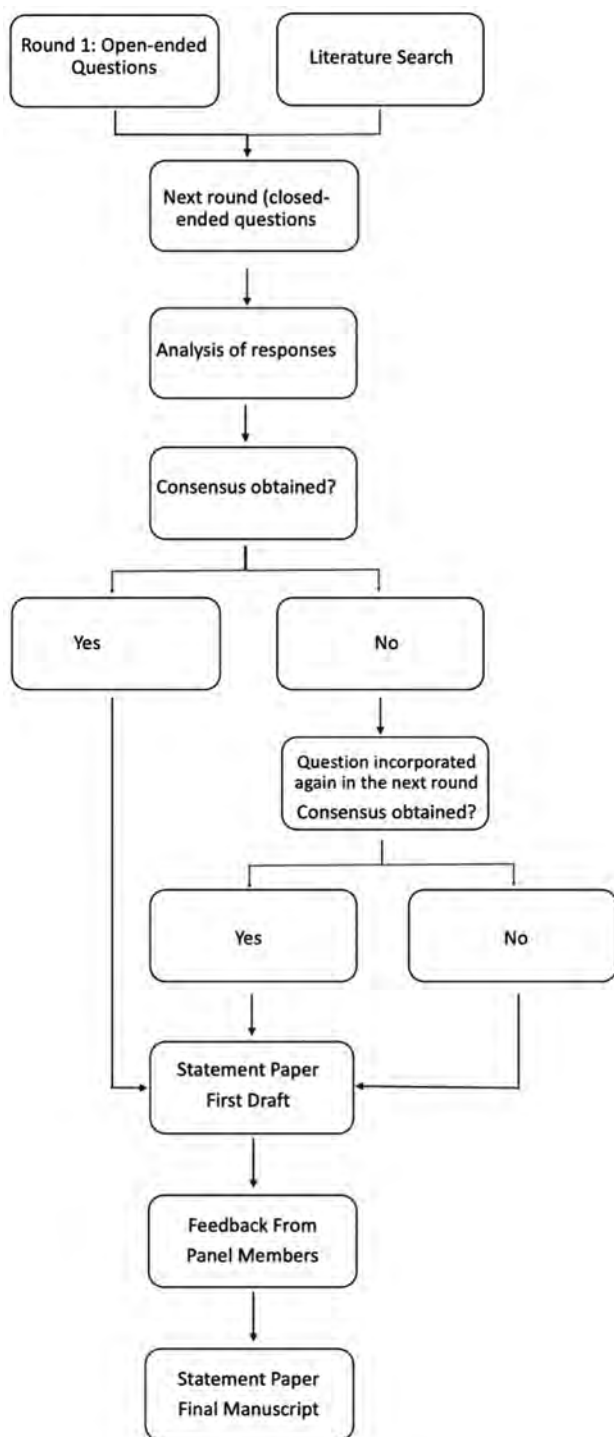 Round 1: Open-ended
Questions
Literature Search
Next round (closed-
ended questions
Analysis of responses
Consensus obtained?
Yes
No
Question incorporated
again in the next round
Consensus obtained?
Yes
No
Statement Paper
First Draft
Feedback From
Panel Members
Statement Paper
Final Manuscript